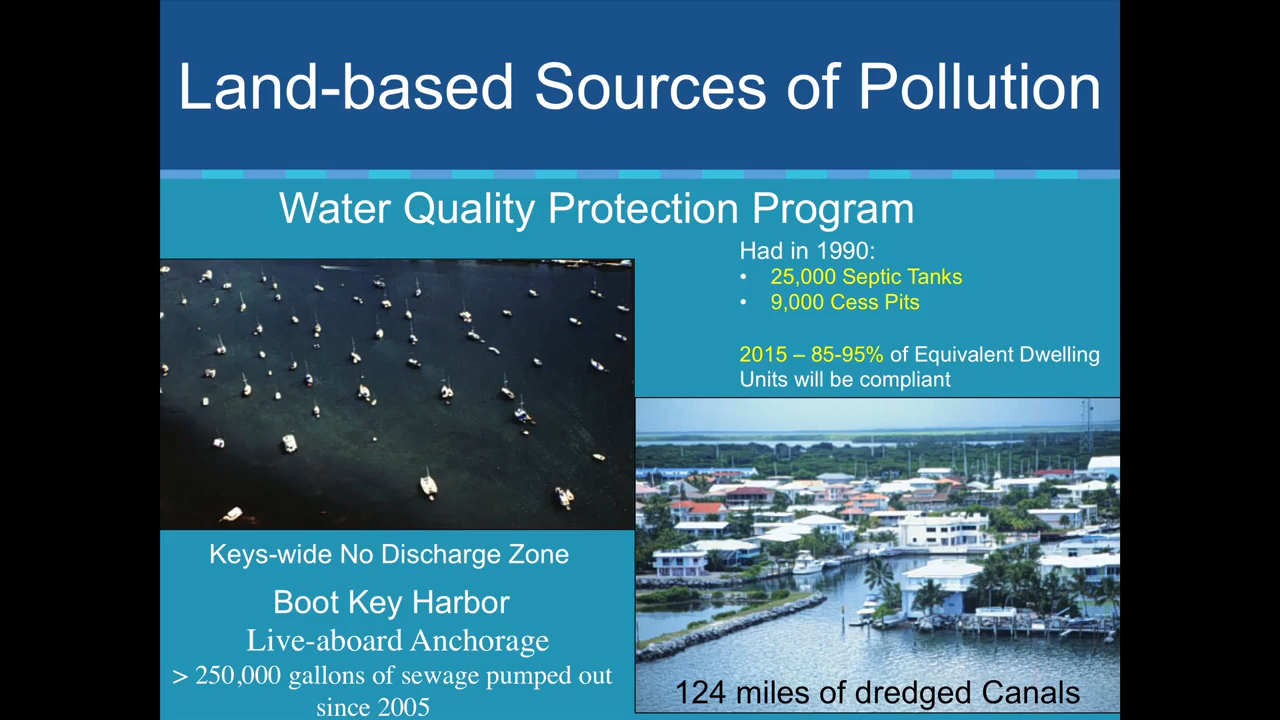 Land-based Sources of Pollution
Water Quality Protection Program
Had in 1990:
• 25,000 Septic Tanks
• 9,000 Cess Pits
2015 – 85-95% of Equivalent Dwelling
Units will be compliant
Keys-wide No Discharge Zone
Boot Key Harbor
Live-aboard Anchorage
> 250,000 gallons of sewage pumped out
since 2005
124 miles of dredged Canals